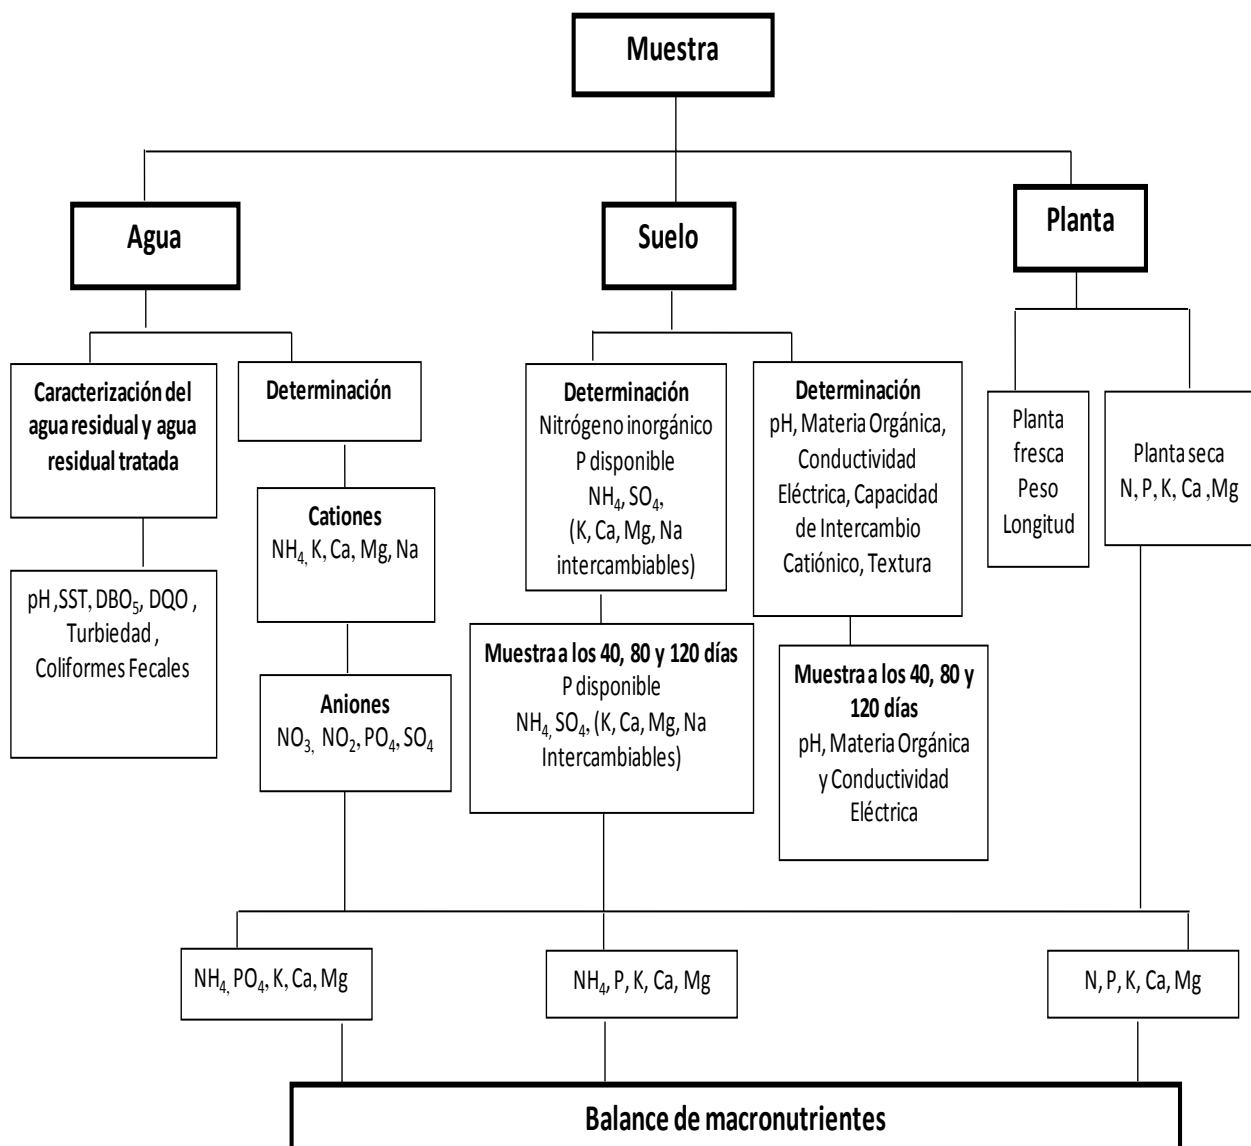 Muestra
Agua
Suelo
Planta
Caracterización del
agua residual y agua
residual tratada
Determinación
Determinación
Nitrógeno inorgánico
P disponible
NH₄, SO₄,
(K, Ca, Mg, Na
intercambiables)
Determinación
pH, Materia Orgánica,
Conductividad
Eléctrica, Capacidad
de Intercambio
Catiónico, Textura
Planta
fresca
Peso
Longitud
Planta seca
N, P, K, Ca ,Mg
Cationes
NH₄, K, Ca, Mg, Na
pH ,SST, DBO₅, DQO ,
Turbiedad ,
Coliformes Fecales
Muestra a los 40, 80 y 120 días
P disponible
NH₄, SO₄, (K, Ca, Mg, Na
Intercambiables)
Muestra a los 40, 80 y
120 días
pH, Materia Orgánica
y Conductividad
Eléctrica
Aniones
NO₃, NO₂, PO₄, SO₄
NH₄, PO₄, K, Ca, Mg
NH₄, P, K, Ca, Mg
N, P, K, Ca, Mg
Balance de macronutrientes